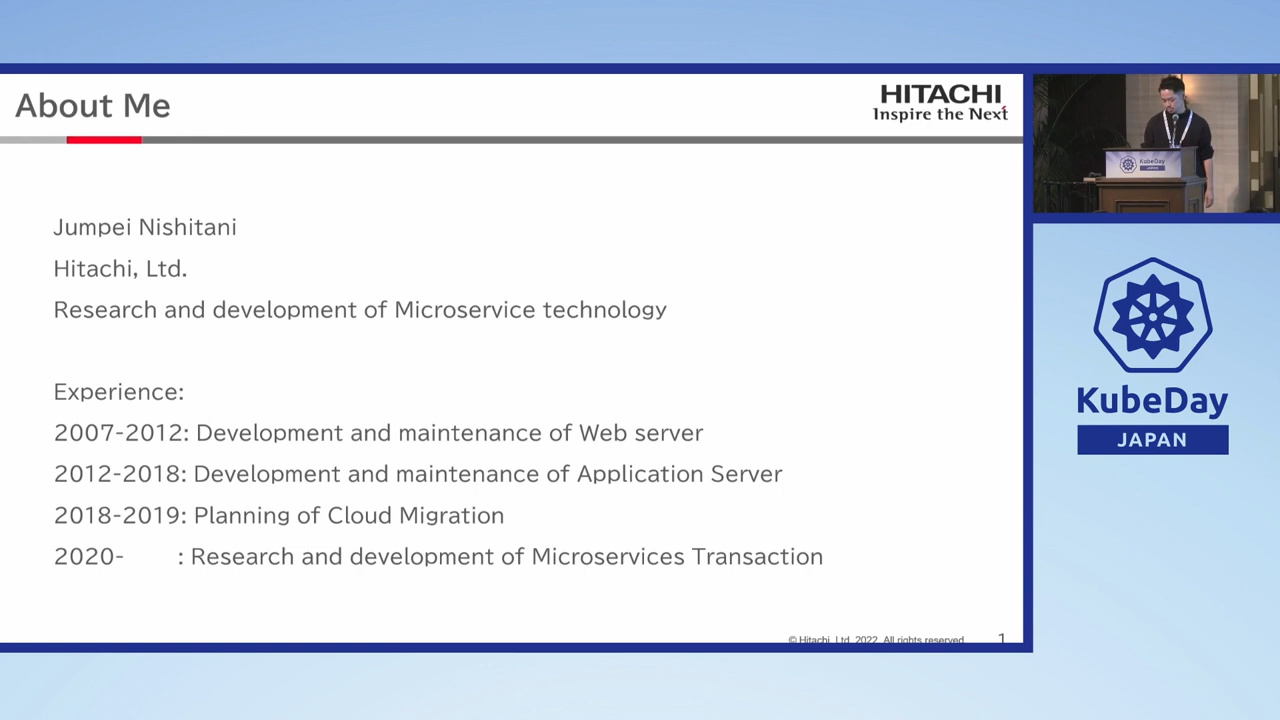 About Me
HITACHI
Inspire the Next
Jumpei Nishitani
Hitachi, Ltd.
Research and development of Microservice technology
Experience:
2007-2012: Development and maintenance of Web server
2012-2018: Development and maintenance of Application Server
2018-2019: Planning of Cloud Migration
2020- : Research and development of Microservices Transaction
© Hitachi, Ltd. 2022. All rights reserved.
1
KubeDay
KubeDay
JAPAN